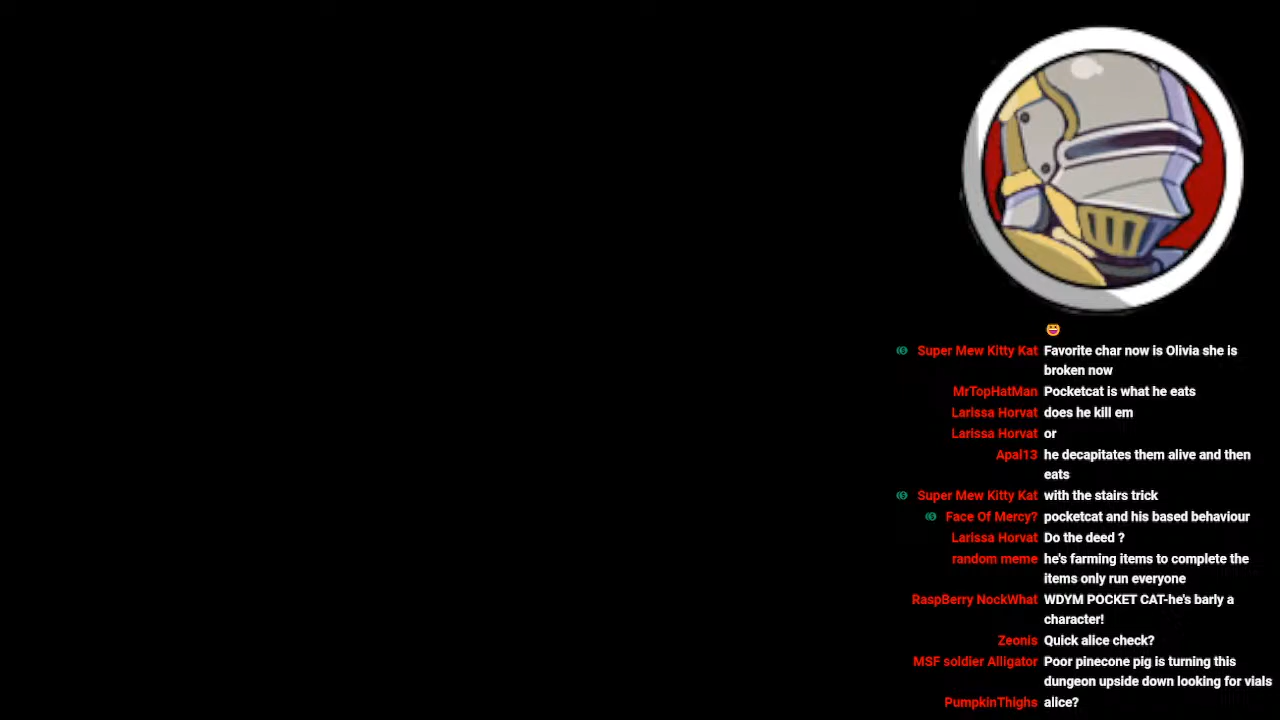 Super Mew Kitty Kat Favorite char now is Olivia she is
broken now
MrTopHatMan Pocketcat is what he eats
Larissa Horvat does he kill em
Larissa Horvat or
Apal13 he decapitates them alive and then
eats
Super Mew Kitty Kat with the stairs trick
Face Of Mercy? pocketcat and his based behaviour
Larissa Horvat Do the deed ?
random meme he's farming items to complete the
items only run everyone
RaspBerry NockWhat WDYM POCKET CAT-he's barly a
character!
Zeonis Quick alice check?
MSF soldier Alligator Poor pinecone pig is turning this
dungeon upside down looking for vials
PumpkinThighs alice?